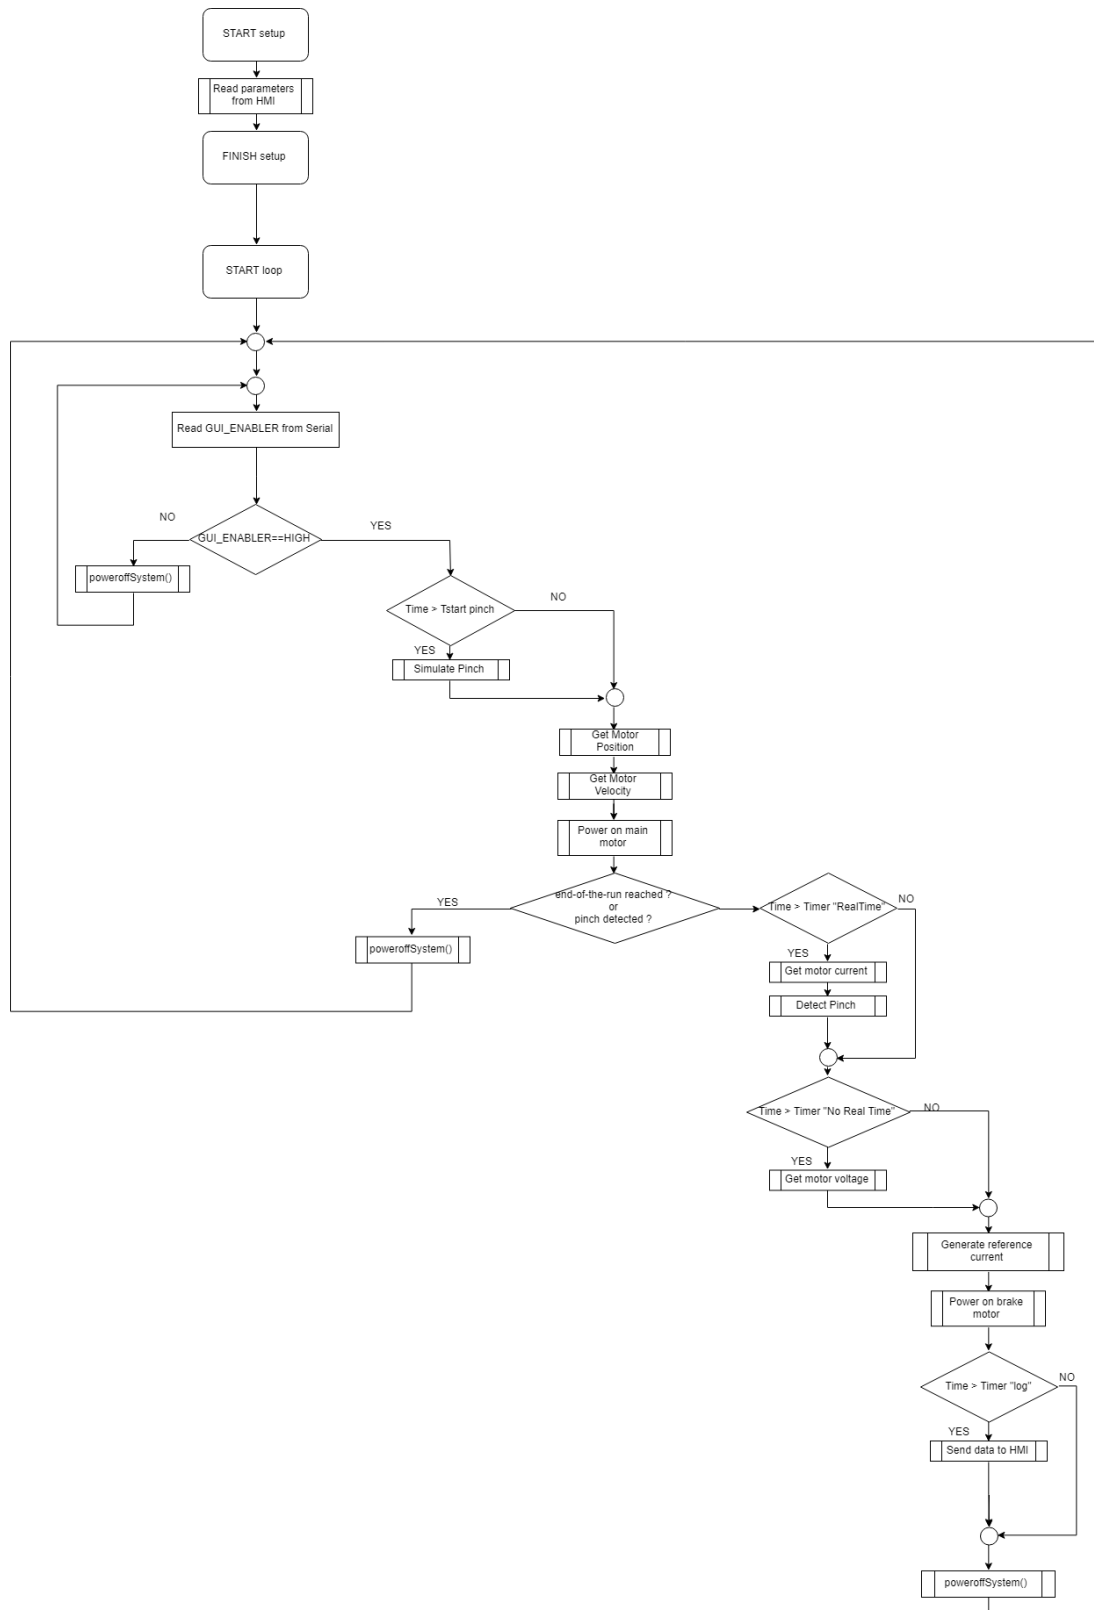 START setup
Read parameters
from HMI
FINISH setup
START loop
Read GUI_ENABLER from Serial
NO
GUI_ENABLER==HIGH
YES
poweroffSystem()
Time > Tstart pinch
NO
YES
Simulate Pinch
Get Motor
Position
Get Motor
Velocity
Power on main
motor
end-of-the-run reached ?
or
pinch detected ?
YES
poweroffSystem()
Time > Timer "RealTime"
NO
YES
Get motor current
Detect Pinch
Time > Timer "No Real Time"
NO
YES
Get motor voltage
Generate reference
current
Power on brake
motor
Time > Timer "log"
NO
YES
Send data to HMI
poweroffSystem()